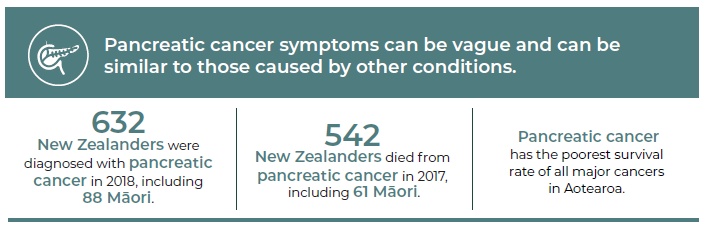 Pancreatic cancer symptoms can be vague and can be
similar to those caused by other conditions.
632
New Zealanders were
diagnosed with pancreatic
cancer in 2018, including
88 Māori.
542
New Zealanders died from
pancreatic cancer in 2017,
including 61 Māori.
Pancreatic cancer
has the poorest survival
rate of all major cancers
in Aotearoa.